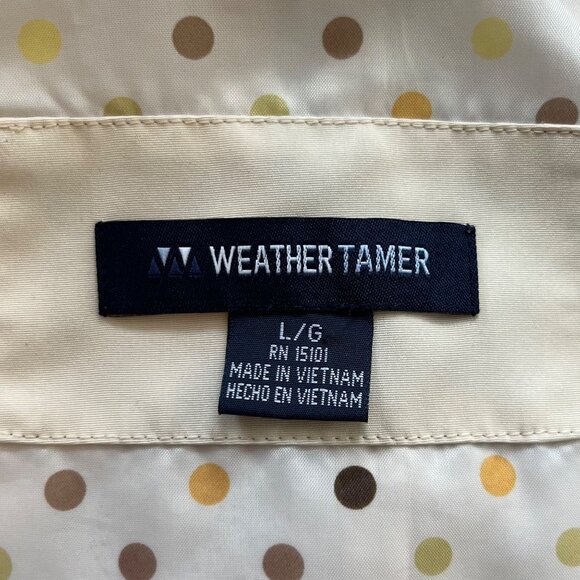 WEATHER TAMER
L/G
RN 15101
MADE IN VIETNAM
HECHO EN VIETNAM